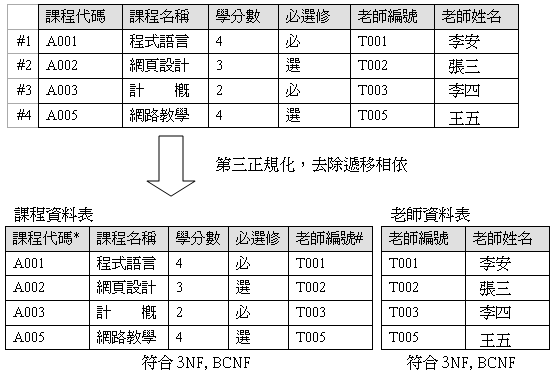 課程代碼 課程名稱 學分數 必選修 老師編號 老師姓名
#1 A001 程式語言 4 必 T001 李安
#2 A002 網頁設計 3 選 T002 張三
#3 A003 計 概 2 必 T003 李四
#4 A005 網路教學 4 選 T005 王五
第三正規化，去除遞移相依
課程資料表 老師資料表
課程代碼* 課程名稱 學分數 必選修 老師編號# 老師編號 老師姓名
A001 程式語言 4 必 T001 T001 李安
A002 網頁設計 3 選 T002 T002 張三
A003 計 概 2 必 T003 T003 李四
A005 網路教學 4 選 T005 T005 王五
符合 3NF, BCNF 符合 3NF, BCNF